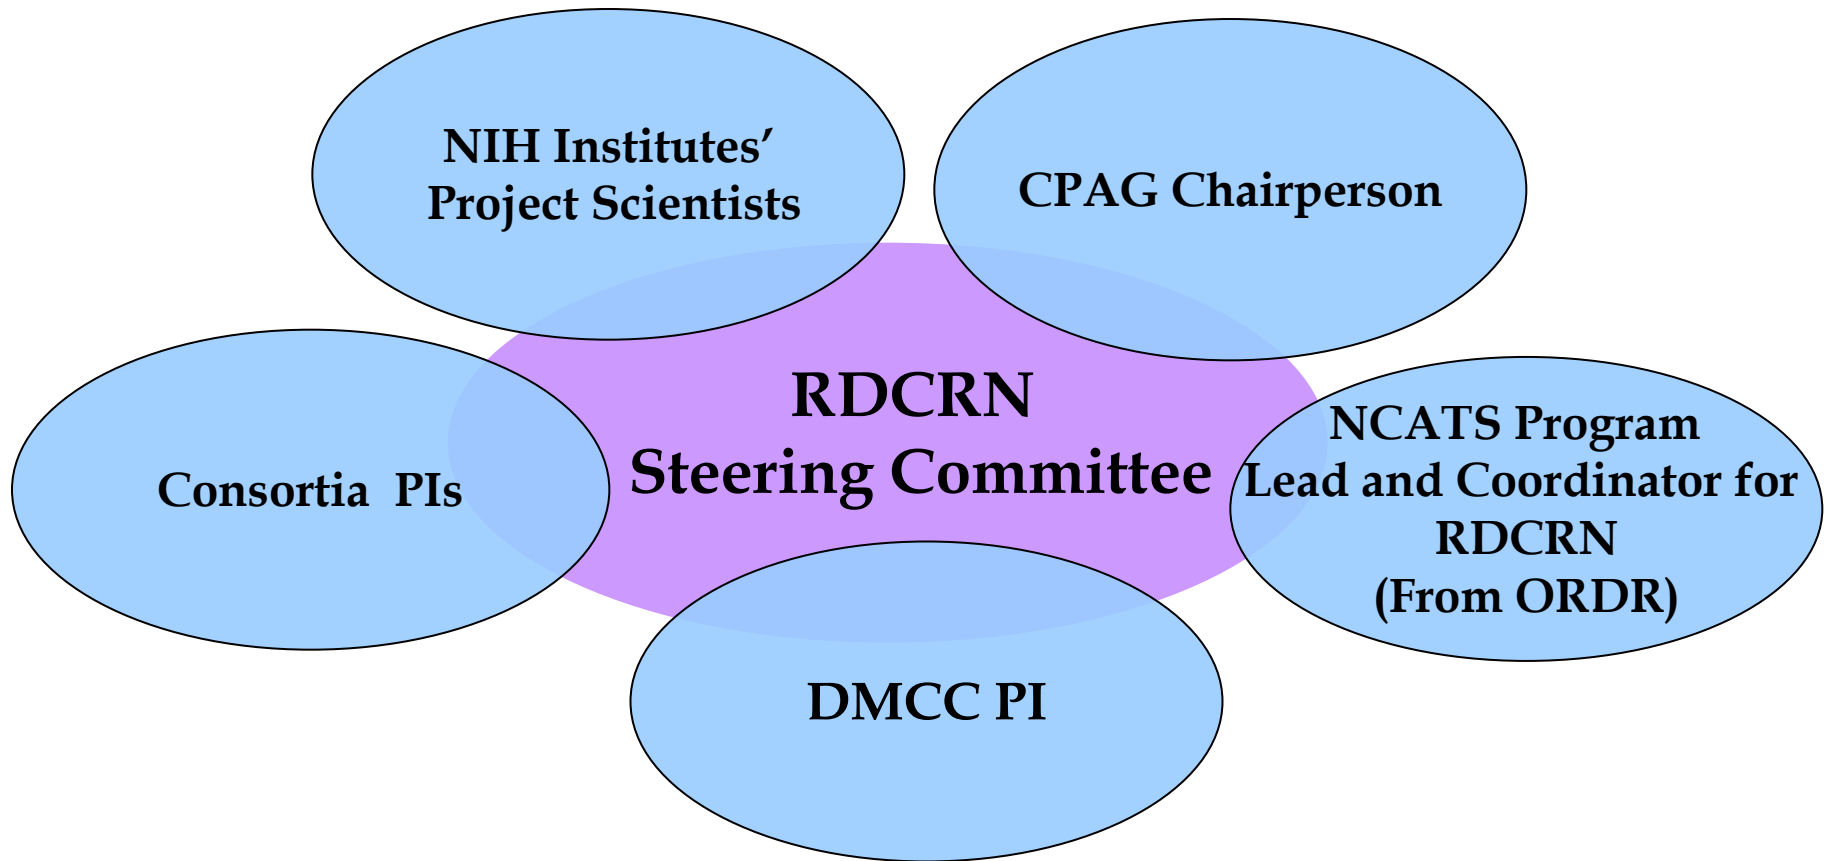 NIH Institutes’
Project Scientists
CPAG Chairperson
RDCRN
Steering Committee
Consortia  PIs
NCATS Program
Lead and Coordinator for
RDCRN
(From ORDR)
DMCC PI